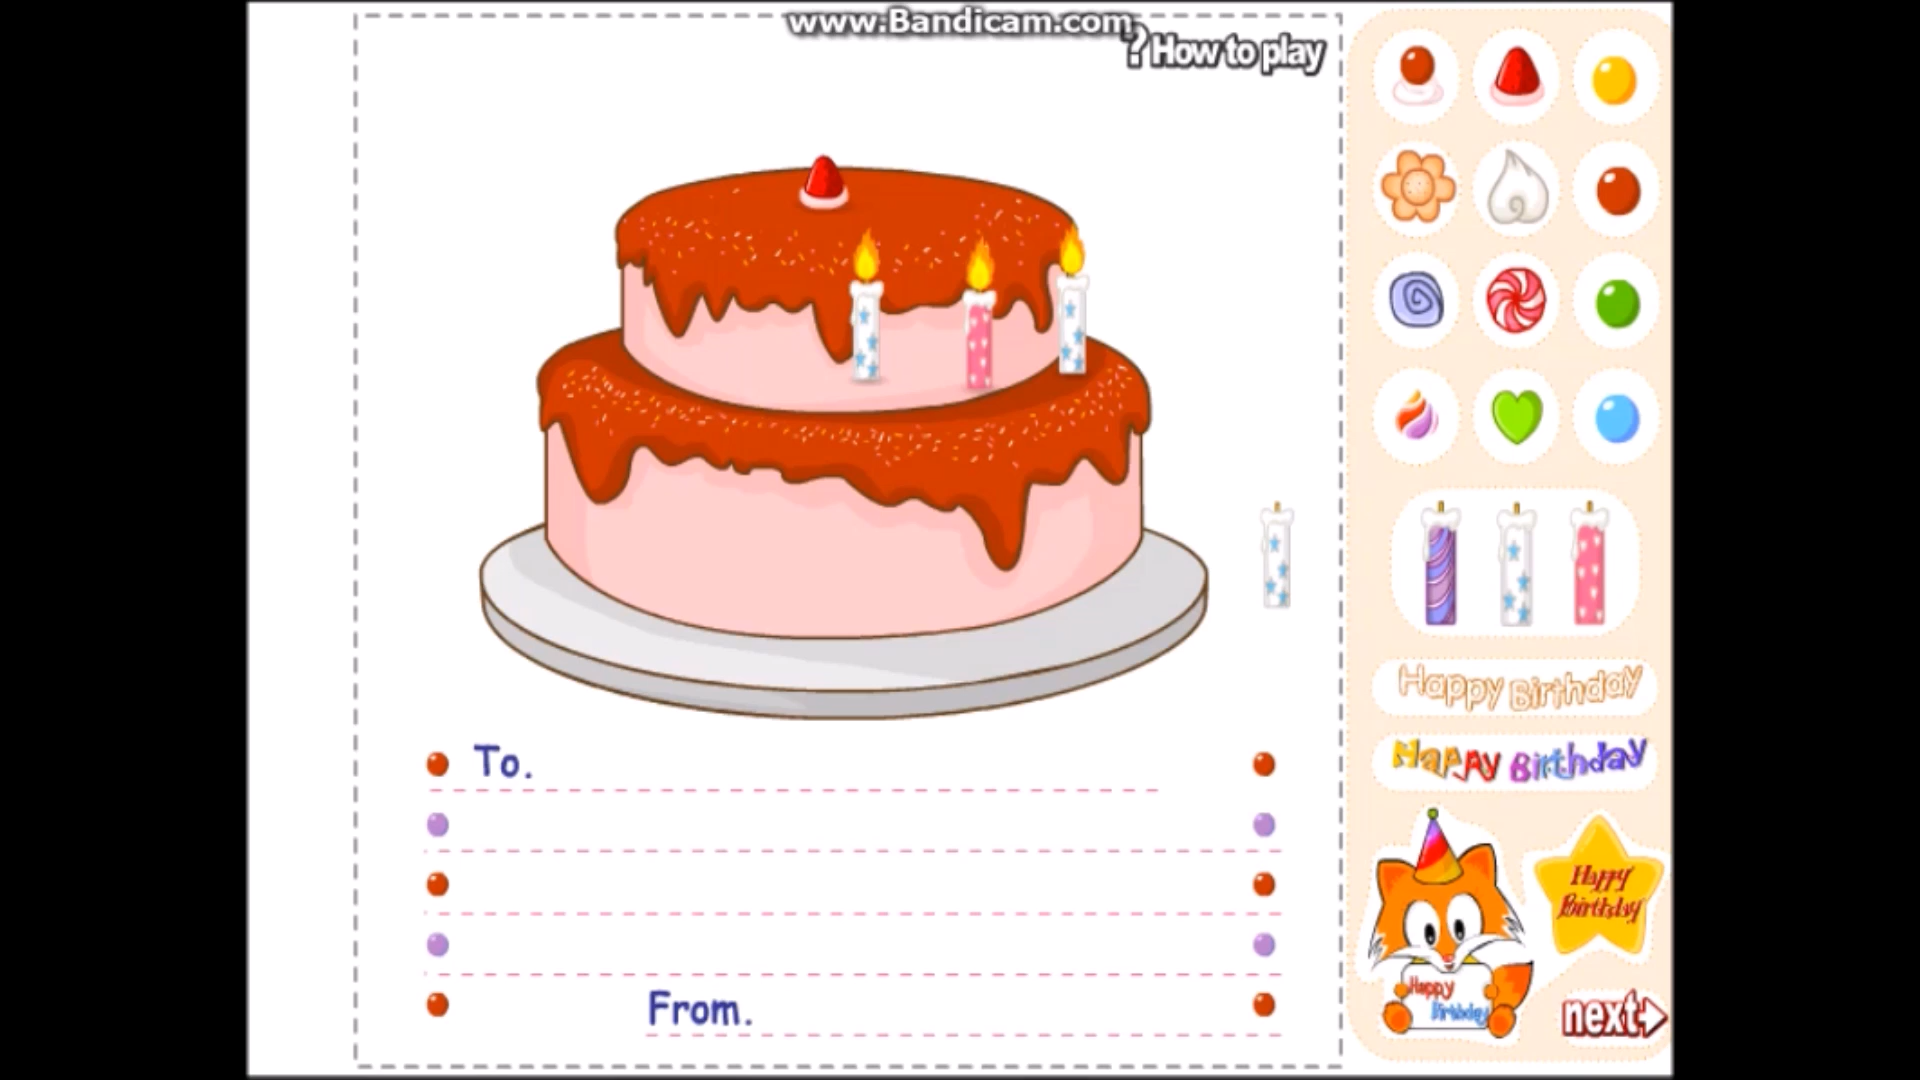 www.Bandicam.com
? How to play
Happy Birthday
Happy Birthday
To.
Happy
Birthday
Happy
Birthday
From.
next